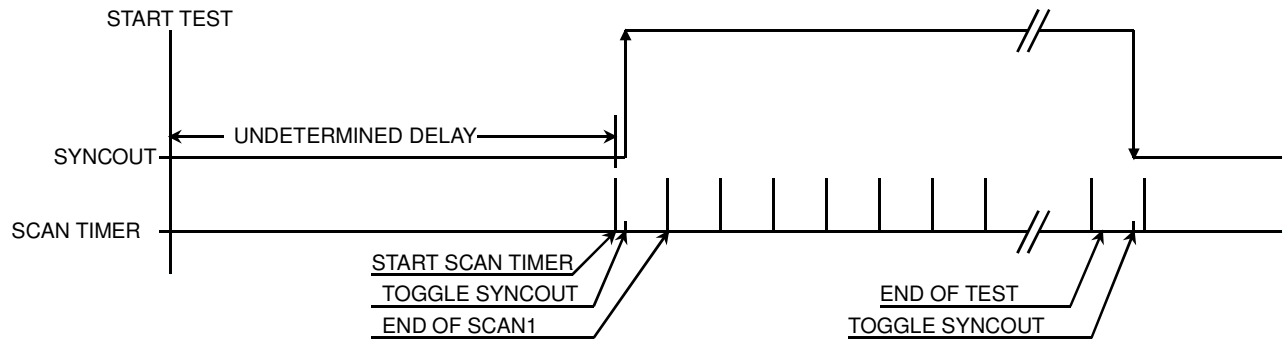 START TEST
UNDETERMINED DELAY
SYNCOUT
SCAN TIMER
START SCAN TIMER
TOGGLE SYNCOUT
END OF SCAN1
END OF TEST
TOGGLE SYNCOUT